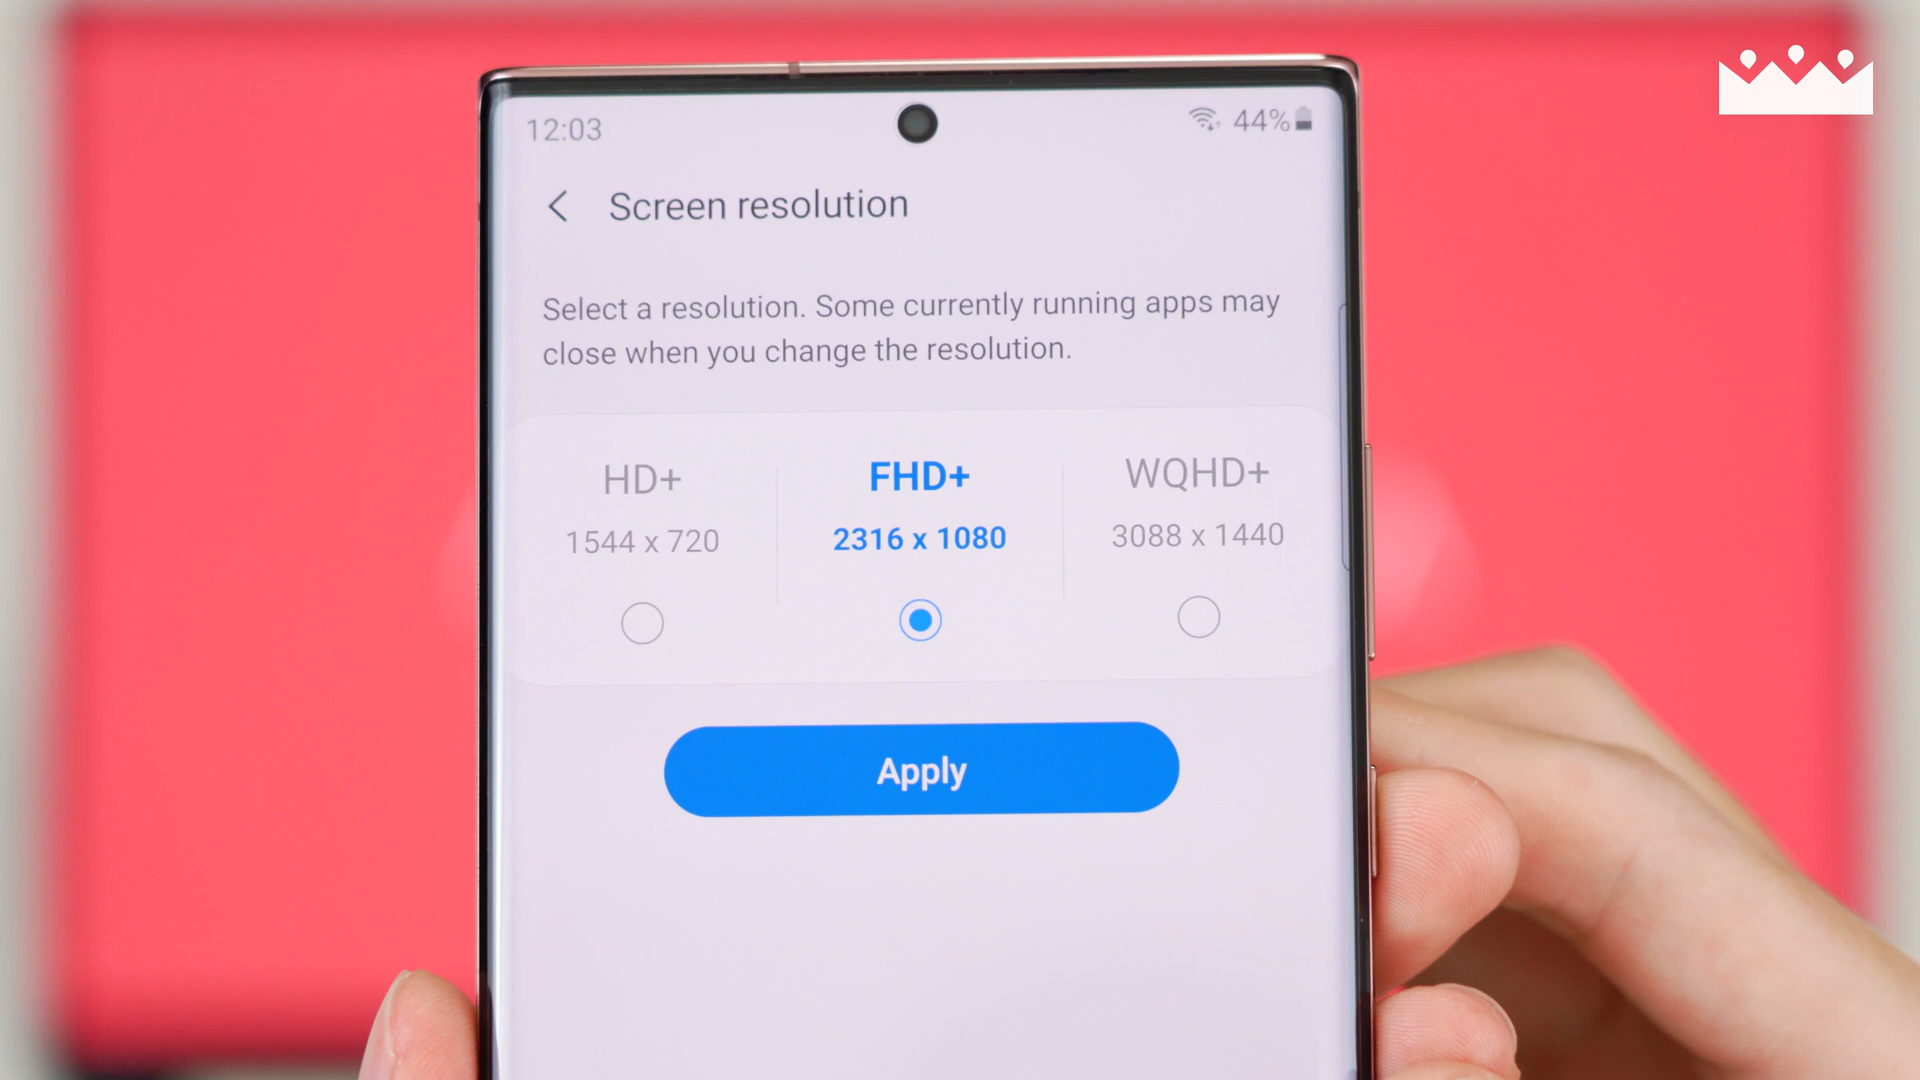 12:03
44%
Screen resolution
Select a resolution. Some currently running apps may
close when you change the resolution.
HD+
1544 x 720
FHD+
2316 x 1080
WQHD+
3088 x 1440
Apply